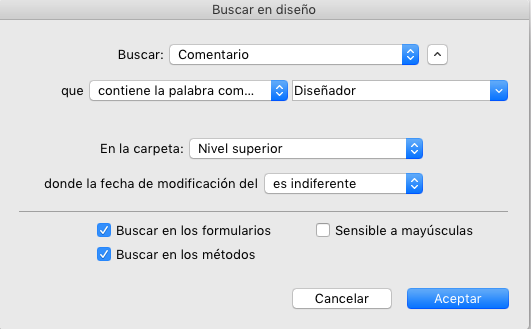 Buscar en diseño
Buscar: Comentario
que contiene la palabra com... Diseñador
En la carpeta: Nivel superior
donde la fecha de modificación del es indiferente
Buscar en los formularios Sensible a mayúsculas
Buscar en los métodos
Cancelar Aceptar